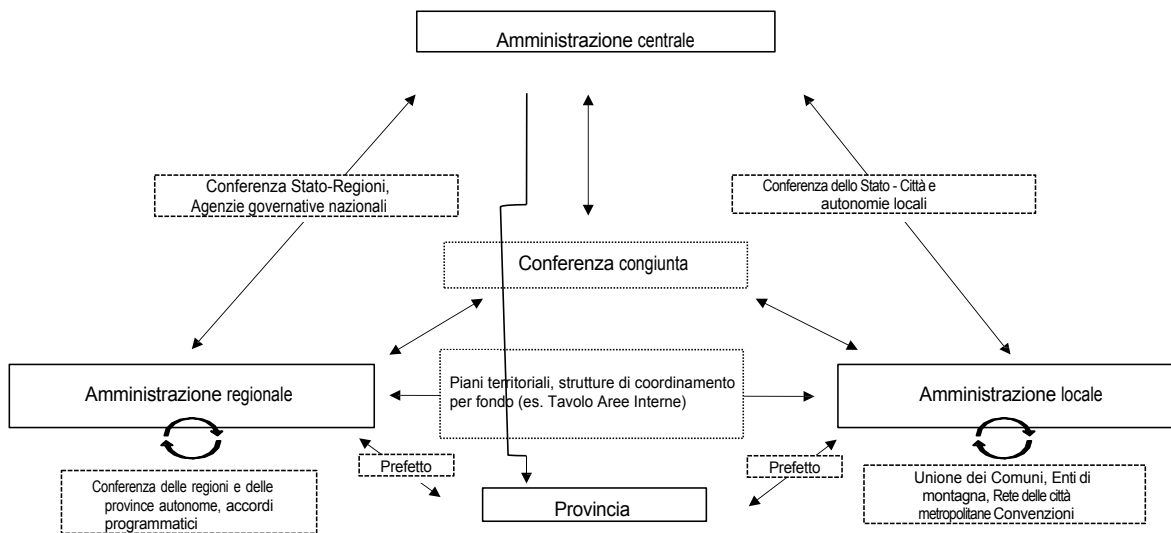 Amministrazione centrale
Conferenza Stato-Regioni,
Agenzie governative nazionali
Conferenza dello Stato - Città e
autonomie locali
Conferenza congiunta
Amministrazione regionale
Piani territoriali, strutture di coordinamento
per fondo (es. Tavolo Aree Interne)
Amministrazione locale
Prefetto
Prefetto
Conferenza delle regioni e delle
province autonome, accordi
programmatici
Provincia
Unione dei Comuni, Enti di
montagna, Rete delle città
metropolitane Convenzioni